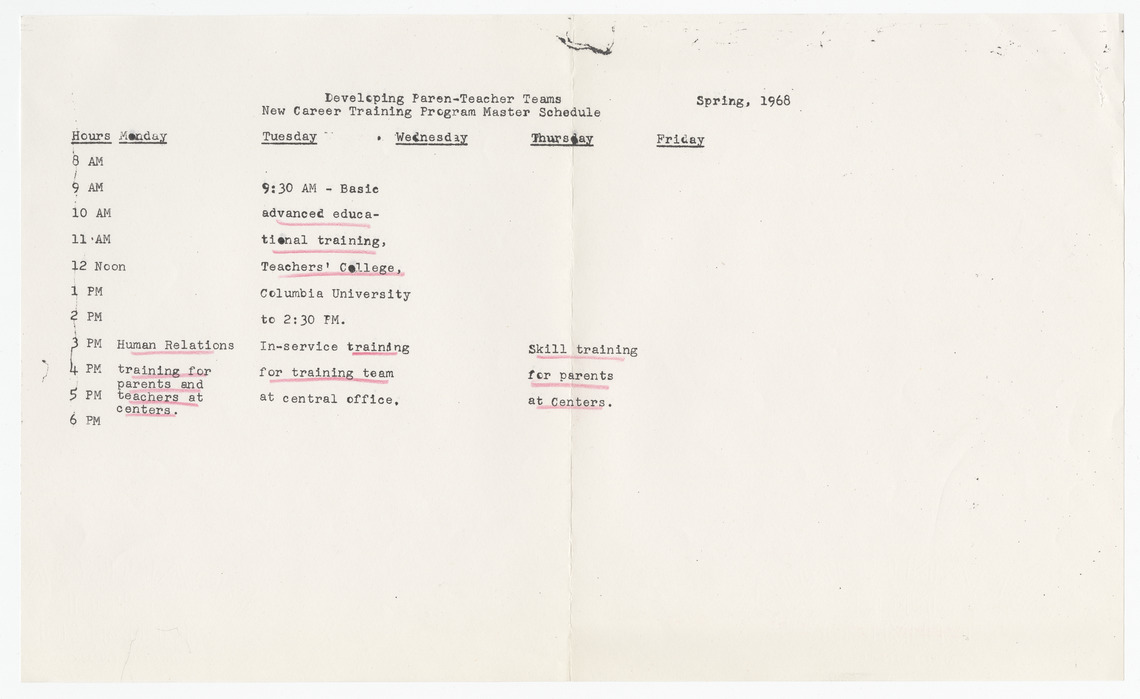 Developing Paren-Teacher Teams Spring, 1968
New Career Training Program Master Schedule
Hours Monday Tuesday Wednesday Thursday Friday
8 AM
9 AM 9:30 AM - Basic
10 AM advanced educa-
11 AM tional training,
12 Noon Teachers' College,
1 PM Columbia University
2 PM to 2:30 PM.
3 PM Human Relations In-service training Skill training
4 PM training for for training team for parents
parents and
5 PM teachers at at central office. at Centers.
centers.
6 PM